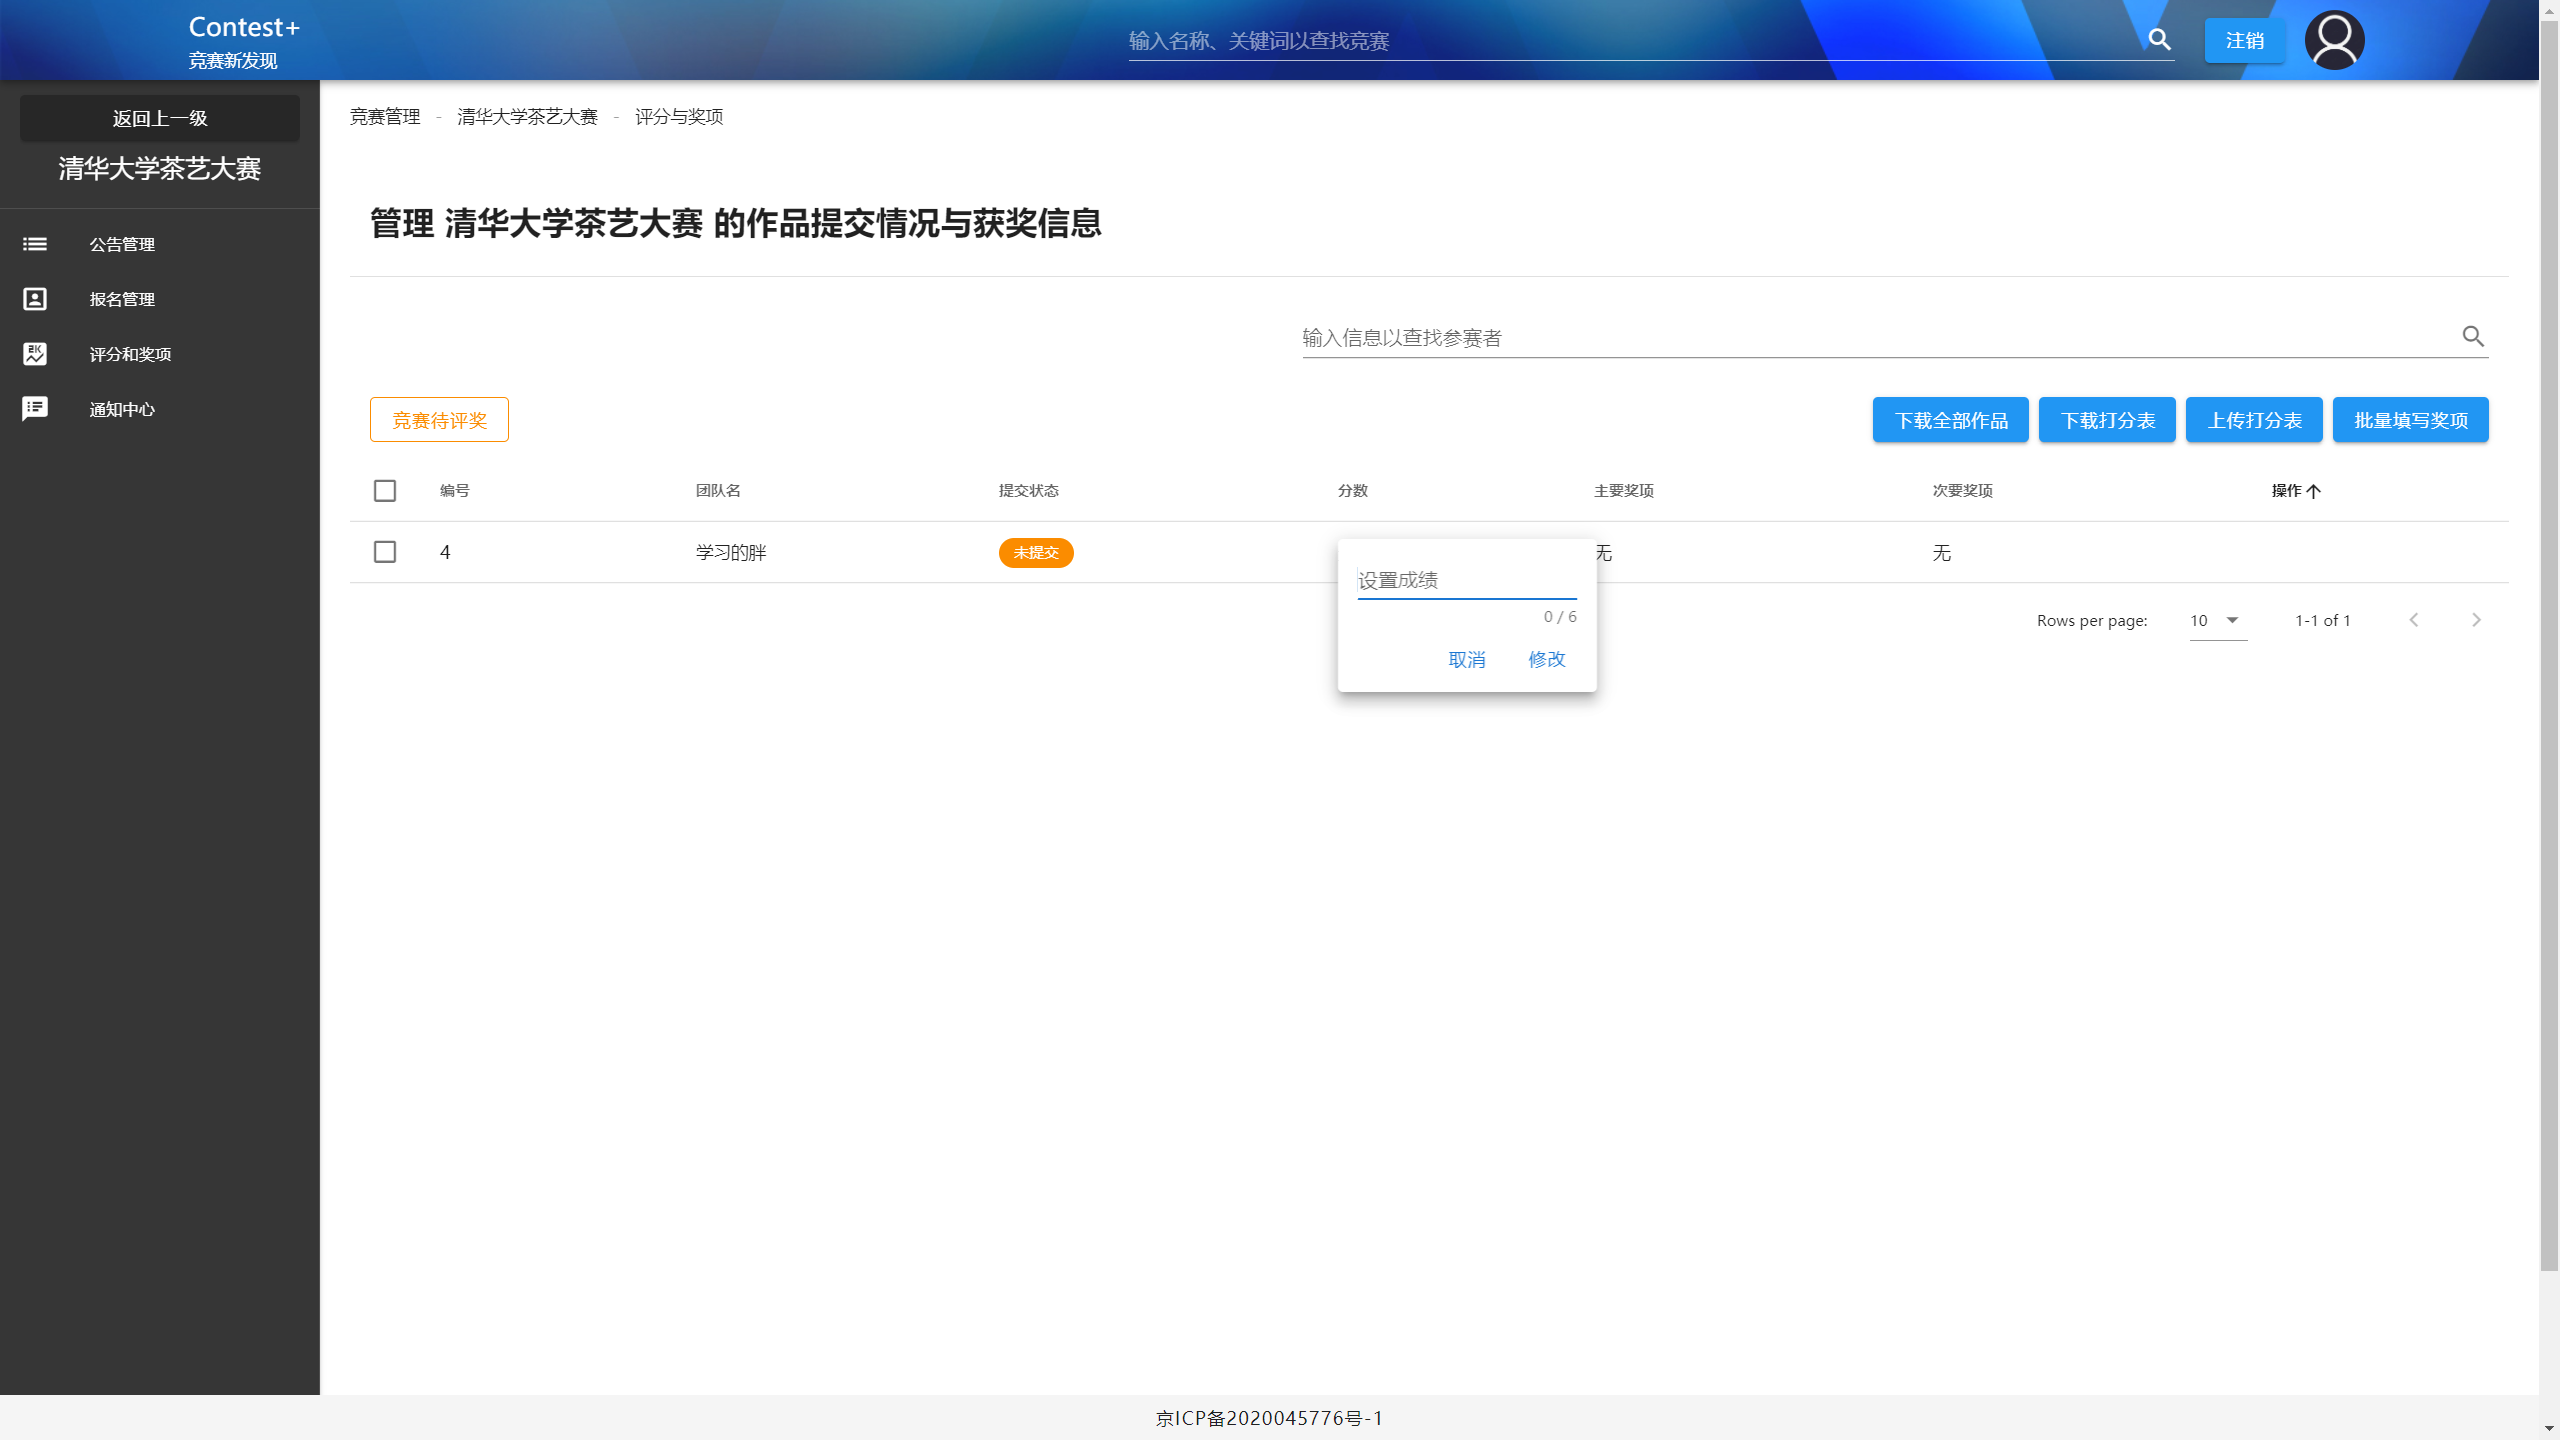 Contest+
竞赛新发现
输入名称、关键词以查找竞赛
注销
返回上一级
清华大学茶艺大赛
公告管理
报名管理
评分和奖项
通知中心
竞赛管理 - 清华大学茶艺大赛 - 评分与奖项
管理 清华大学茶艺大赛 的作品提交情况与获奖信息
输入信息以查找参赛者
竞赛待评奖
下载全部作品 下载打分表 上传打分表 批量填写奖项
编号 团队名 提交状态 分数 主要奖项 次要奖项 操作
4 学习的胖 未提交 无 无
设置成绩
0 / 6
取消 修改
Rows per page: 10 1-1 of 1
京ICP备2020045776号-1